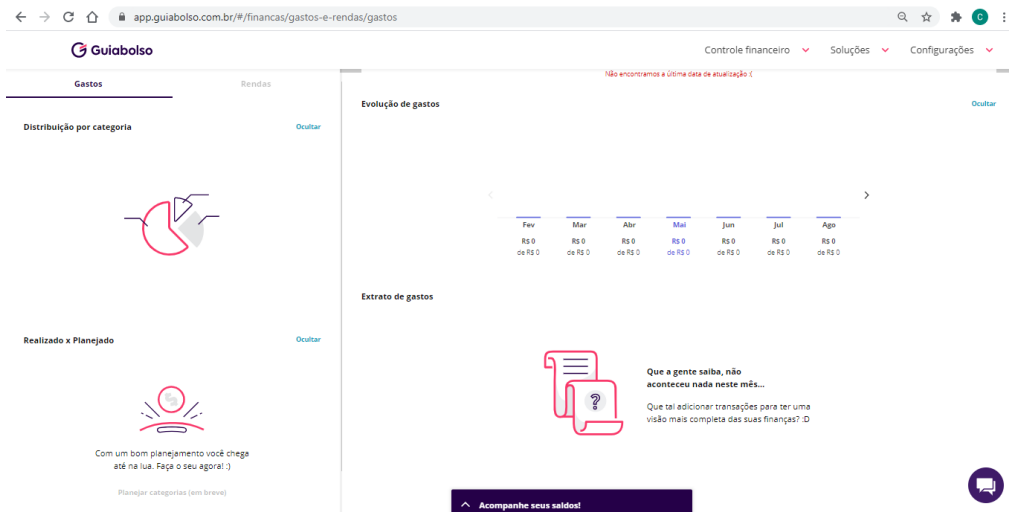 app.guiabolso.com.br/#/financas/gastos-e-rendas/gastos
C
Guiabolso
Controle financeiro
Soluções
Configurações
Gastos
Rendas
Não encontramos a última data de atualização :(
Distribuição por categoria
Ocultar
Evolução de gastos
Ocultar
Fev Mar Abr Mai Jun Jul Ago
R$ 0 R$ 0 R$ 0 R$ 0 R$ 0 R$ 0 R$ 0
de R$ 0 de R$ 0 de R$ 0 de R$ 0 de R$ 0 de R$ 0 de R$ 0
Extrato de gastos
?
Que a gente saiba, não
aconteceu nada neste mês...
Que tal adicionar transações para ter uma
visão mais completa das suas finanças? :D
Realizado x Planejado
Ocultar
Com um bom planejamento você chega
até na lua. Faça o seu agora! :)
Planejar categorias (em breve)
Acompanhe seus saldos!